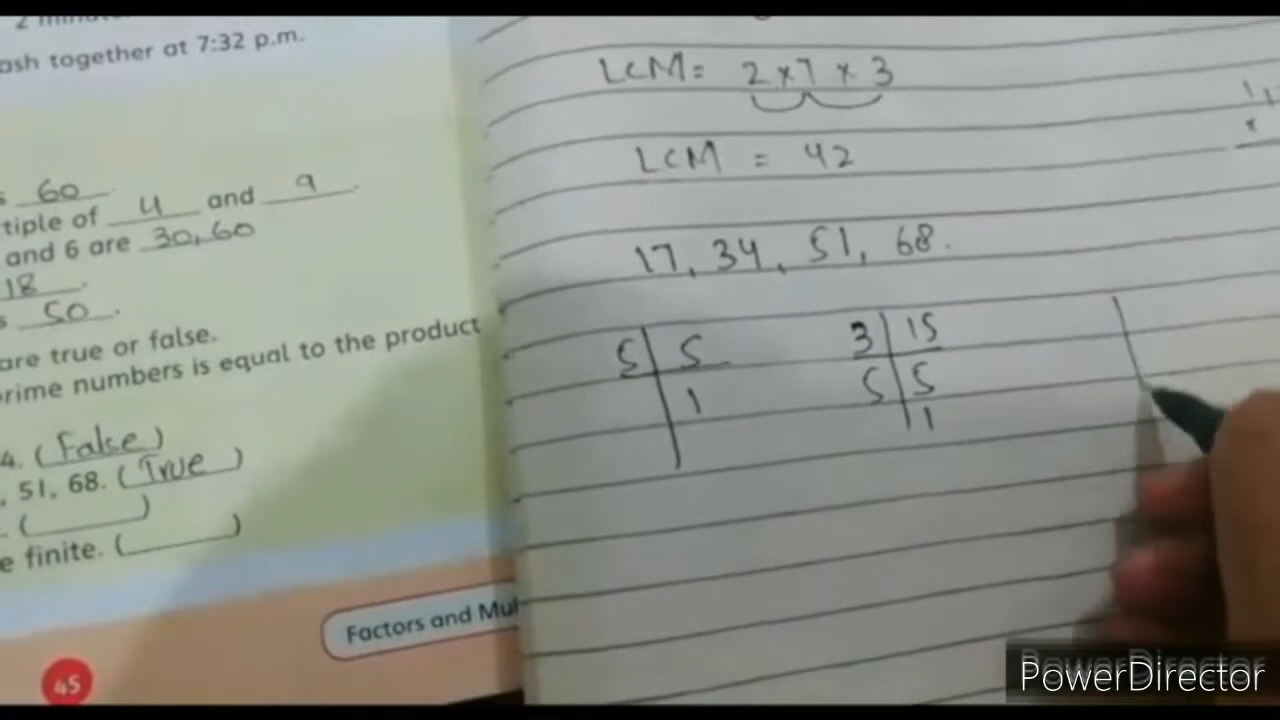 ash together at 7:32 p.m.
60
tiple of 4 and 9.
and 6 are 30, 60
18.
50.
are true or false.
rime numbers is equal to the product
4. (False)
, 51, 68. (True)
. (______)
e finite. (______)
Factors and Mul
45
LCM = 2 × 7 × 3
LCM = 42
17, 34, 51, 68.
5 | 5
1
3 | 15
5 | 5
1
PowerDirector